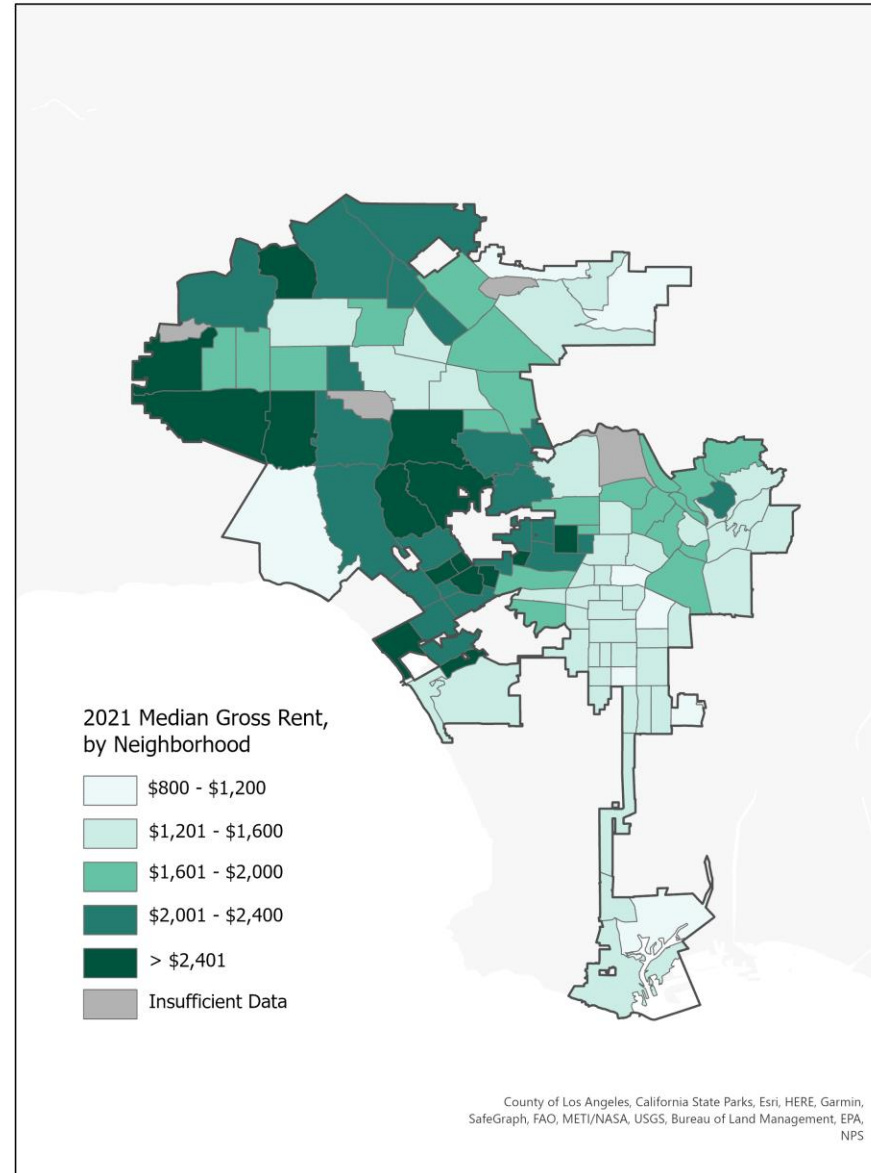 2021 Median Gross Rent,
by Neighborhood
$800 - $1,200
$1,201 - $1,600
$1,601 - $2,000
$2,001 - $2,400
> $2,401
Insufficient Data
County of Los Angeles, California State Parks, Esri, HERE, Garmin,
SafeGraph, FAO, METI/NASA, USGS, Bureau of Land Management, EPA,
NPS